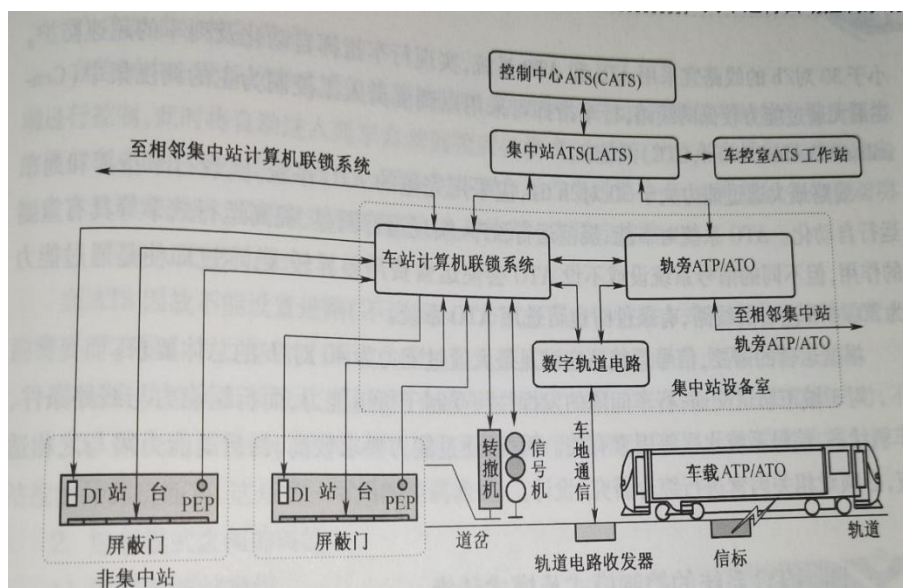 控制中心ATS(CATS)
集中站ATS(LATS)
车控室ATS工作站
至相邻集中站计算机联锁系统
车站计算机联锁系统
轨旁ATP/ATO
至相邻集中站
轨旁ATP/ATO
数字轨道电路
集中站设备室
转撤机
信号机
车地通信
车载ATP/ATO
DI站台
PEP
DI站台
PEP
屏蔽门
屏蔽门
道岔
轨道电路收发器
信标
轨道
非集中站